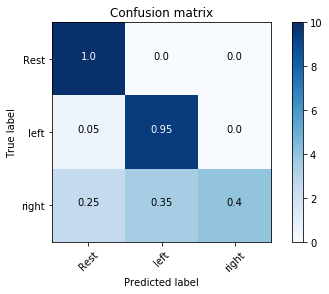 Confusion matrix
Rest 1.0 0.0 0.0
left 0.05 0.95 0.0
right 0.25 0.35 0.4
Rest left right
True label
Predicted label
10
8
6
4
2
0